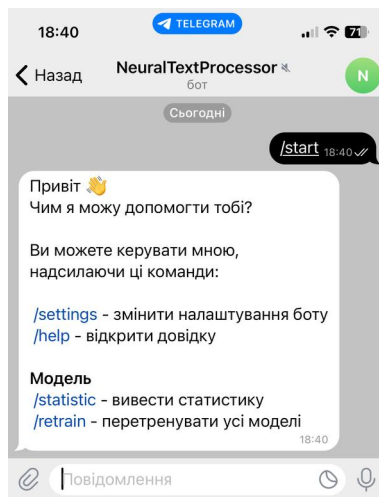 18:40
TELEGRAM
71
Назад
NeuralTextProcessor
бот
N
Сьогодні
/start 18:40
Привіт 👋
Чим я можу допомогти тобі?
Ви можете керувати мною,
надсилаючи ці команди:
/settings - змінити налаштування боту
/help - відкрити довідку
Модель
/statistic - вивести статистику
/retrain - перетренувати усі моделі
18:40
Повідомлення